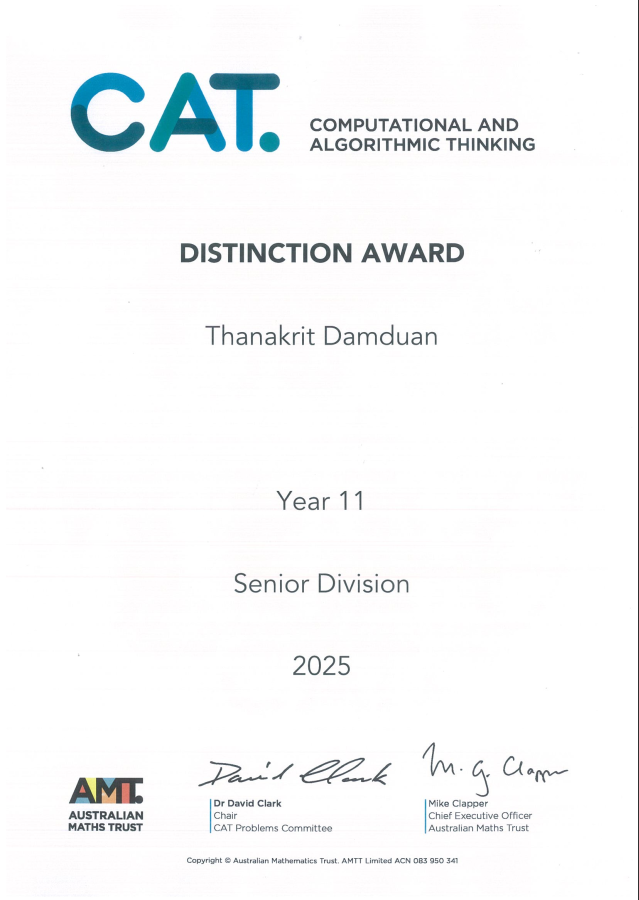 CAT.
COMPUTATIONAL AND
ALGORITHMIC THINKING
DISTINCTION AWARD
Thanakrit Damduan
Year 11
Senior Division
2025
David Clark
M. G. Clapper
AMT.
AUSTRALIAN
MATHS TRUST
Dr David Clark
Chair
CAT Problems Committee
Mike Clapper
Chief Executive Officer
Australian Maths Trust
Copyright © Australian Mathematics Trust. AMTT Limited ACN 083 950 341